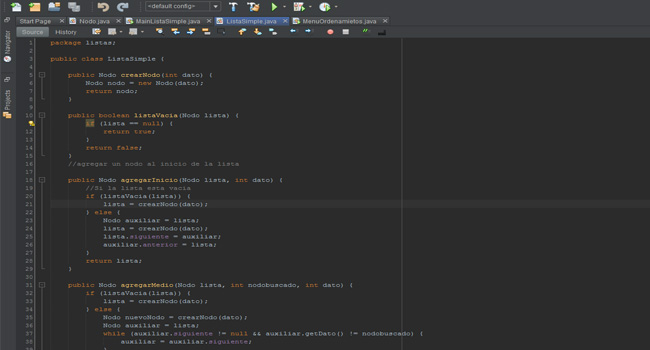 <default config>
Start Page Nodo.java MainListaSimple.java ListaSimple.java MenuOrdenamientos.java
Source History
Navigator
Projects
1 package listas;
2
3 public class ListaSimple {
4
5 public Nodo crearNodo(int dato) {
6 Nodo nodo = new Nodo(dato);
7 return nodo;
8 }
9
10 public boolean listaVacia(Nodo lista) {
if (lista == null) {
12 return true;
13 }
14 return false;
15 }
16 //agregar un nodo al inicio de la lista
17
18 public Nodo agregarInicio(Nodo lista, int dato) {
19 //Si la lista esta vacia
20 if (listaVacia(lista)) {
21 lista = crearNodo(dato);
22 } else {
23 Nodo auxiliar = lista;
24 lista = crearNodo(dato);
25 lista.siguiente = auxiliar;
26 auxiliar.anterior = lista;
27 }
28 return lista;
29 }
30
31 public Nodo agregarMedio(Nodo lista, int nodobuscado, int dato) {
32 if (listaVacia(lista)) {
33 lista = crearNodo(dato);
34 } else {
35 Nodo nuevoNodo = crearNodo(dato);
36 Nodo auxiliar = lista;
37 while (auxiliar.siguiente != null && auxiliar.getDato() != nodobuscado) {
38 auxiliar = auxiliar.siguiente;